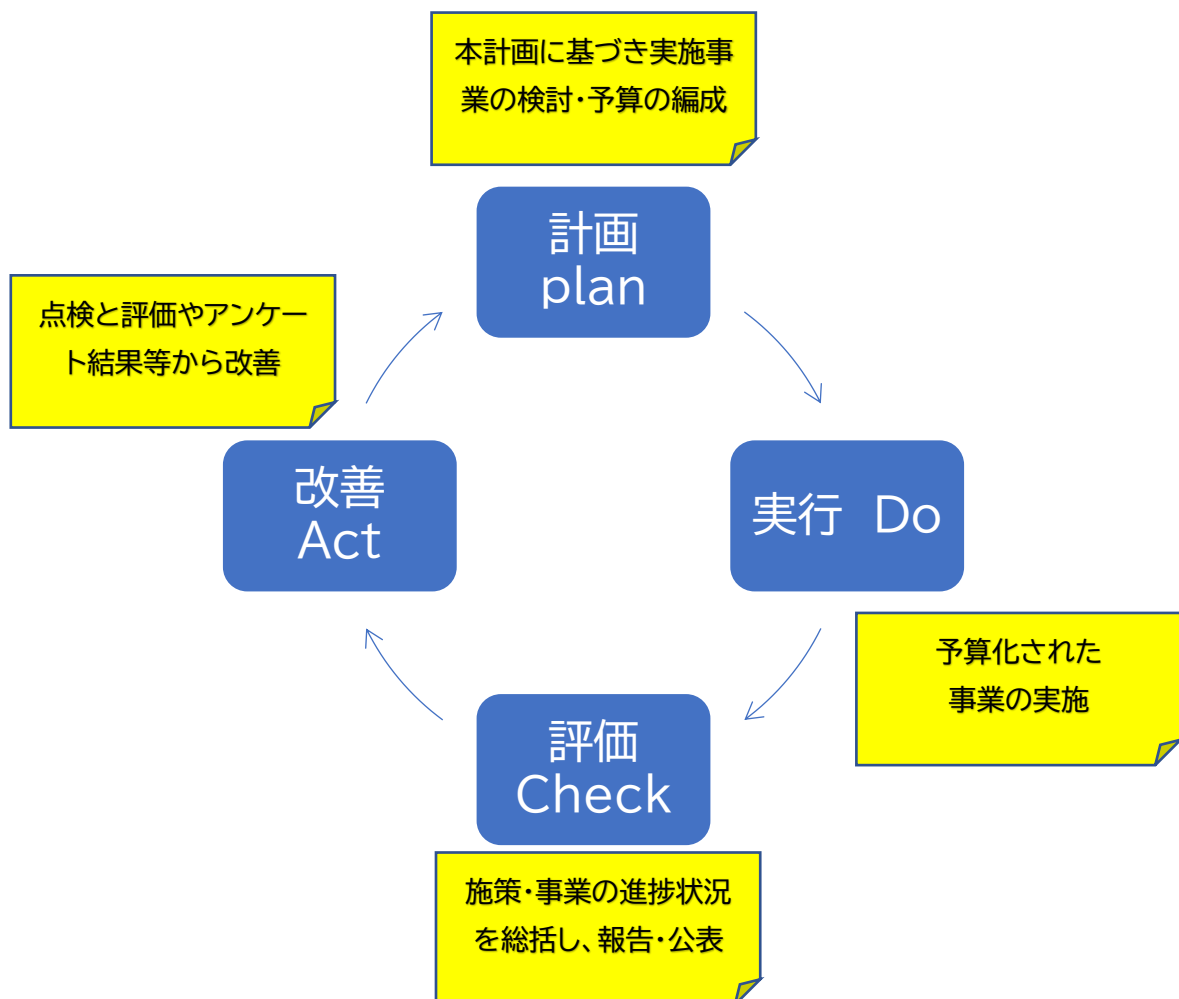 本計画に基づき実施事
業の検討・予算の編成
計画
plan
点検と評価やアンケー
ト結果等から改善
改善
Act
実行　Do
予算化された
事業の実施
評価
Check
施策・事業の進捗状況
を総括し、報告・公表